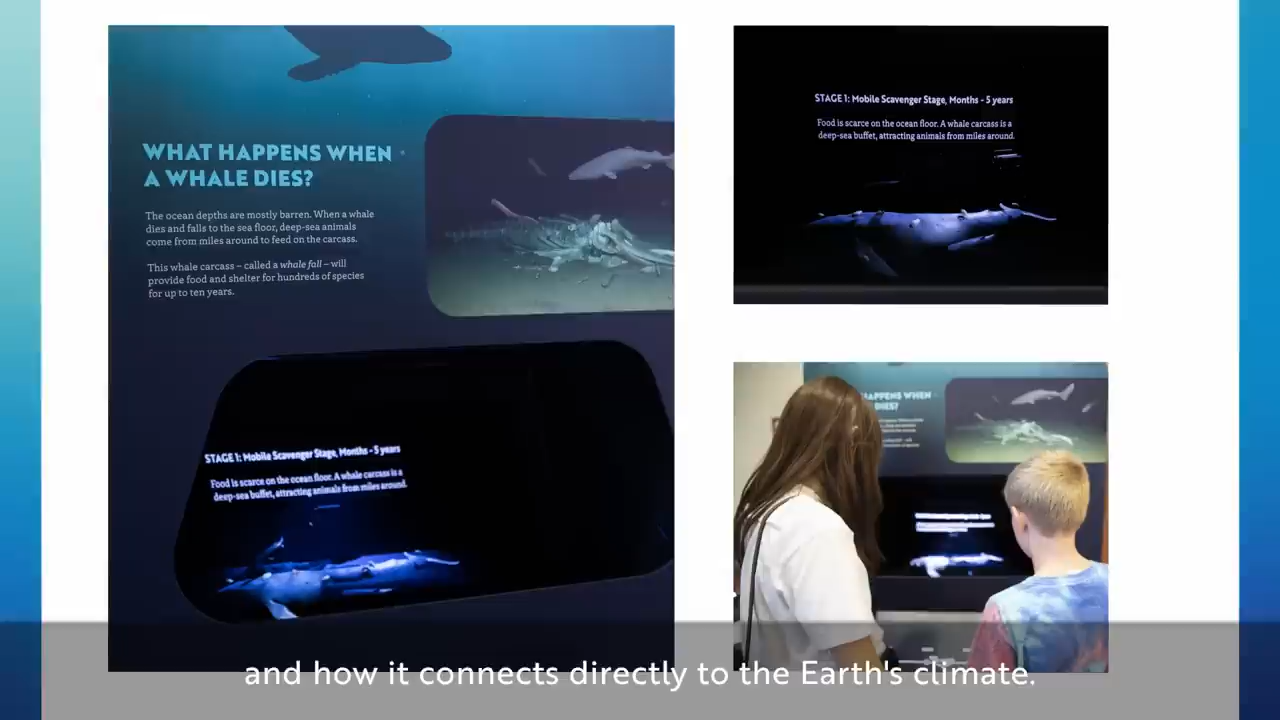 WHAT HAPPENS WHEN
A WHALE DIES?
The ocean depths are mostly barren. When a whale
dies and falls to the sea floor, deep-sea animals
come from miles around to feed on the carcass.
This whale carcass – called a whale fall – will
provide food and shelter for hundreds of species
for up to ten years.
STAGE 1: Mobile Scavenger Stage, Months - 5 years
Food is scarce on the ocean floor. A whale carcass is a
deep-sea buffet, attracting animals from miles around.
STAGE 1: Mobile Scavenger Stage, Months - 5 years
Food is scarce on the ocean floor. A whale carcass is a
deep-sea buffet, attracting animals from miles around.
HAPPENS WHEN
DIES?
and how it connects directly to the Earth's climate.